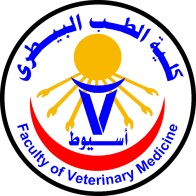 كلية الطب البيطرى
V
أسيوط
Faculty of Veterinary Medicine